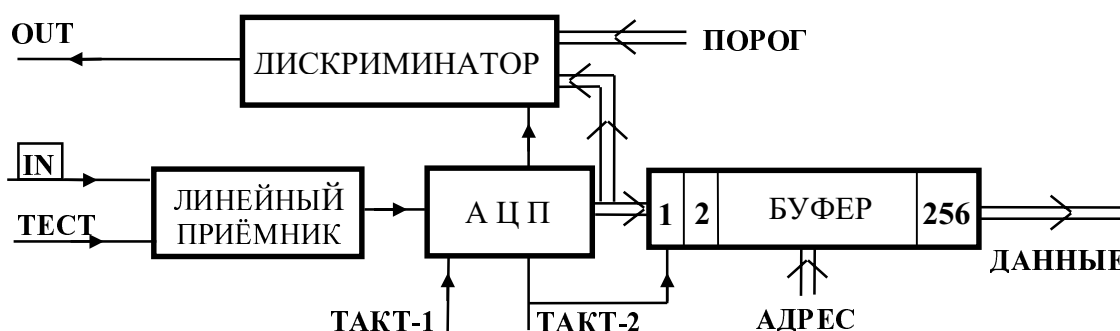 OUT
ДИСКРИМИНАТОР
ПОРОГ
IN
ТЕСТ
ЛИНЕЙНЫЙ
ПРИЁМНИК
А Ц П
1 2 БУФЕР 256
ДАННЫЕ
ТАКТ-1
ТАКТ-2
АДРЕС